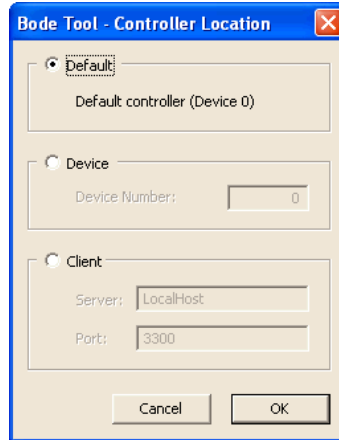 Bode Tool - Controller Location
Default
Default controller (Device 0)
Device
Device Number: 0
Client
Server: LocalHost
Port: 3300
Cancel OK